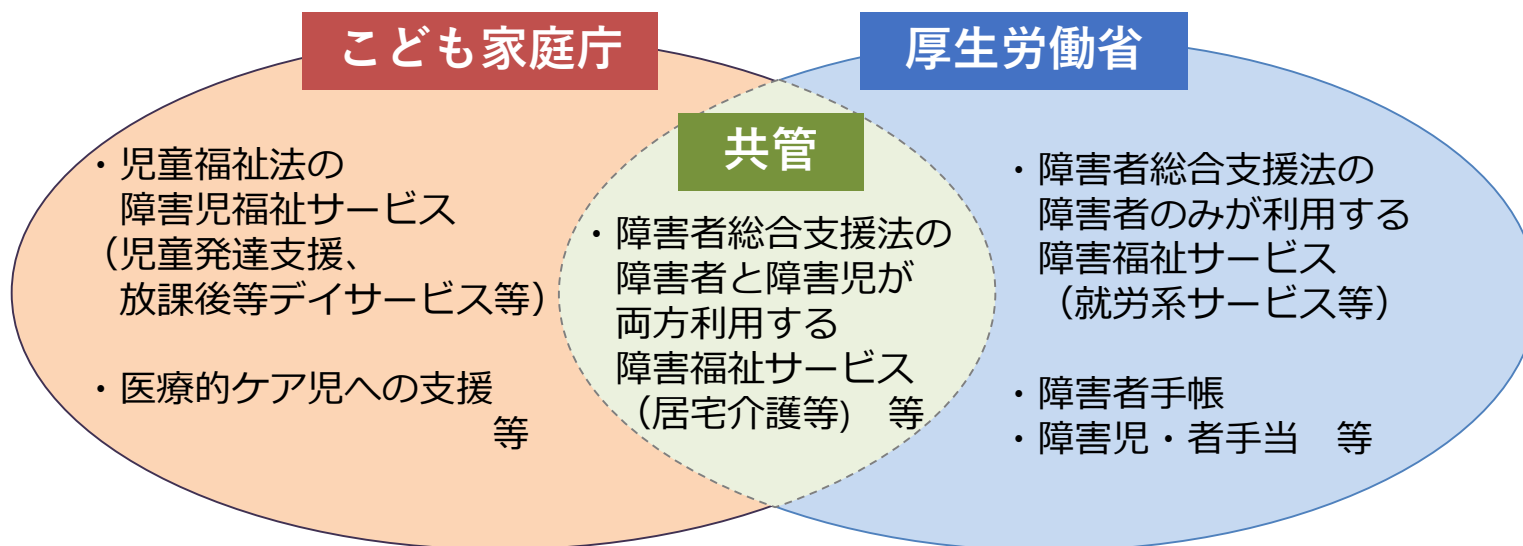 こども家庭庁
・児童福祉法の
障害児福祉サービス
（児童発達支援、
放課後等デイサービス等）
・医療的ケア児への支援
等
共管
・障害者総合支援法の
障害者と障害児が
両方利用する
障害福祉サービス
（居宅介護等)　等
厚生労働省
・障害者総合支援法の
障害者のみが利用する
障害福祉サービス
（就労系サービス等）
・障害者手帳
・障害児・者手当　等